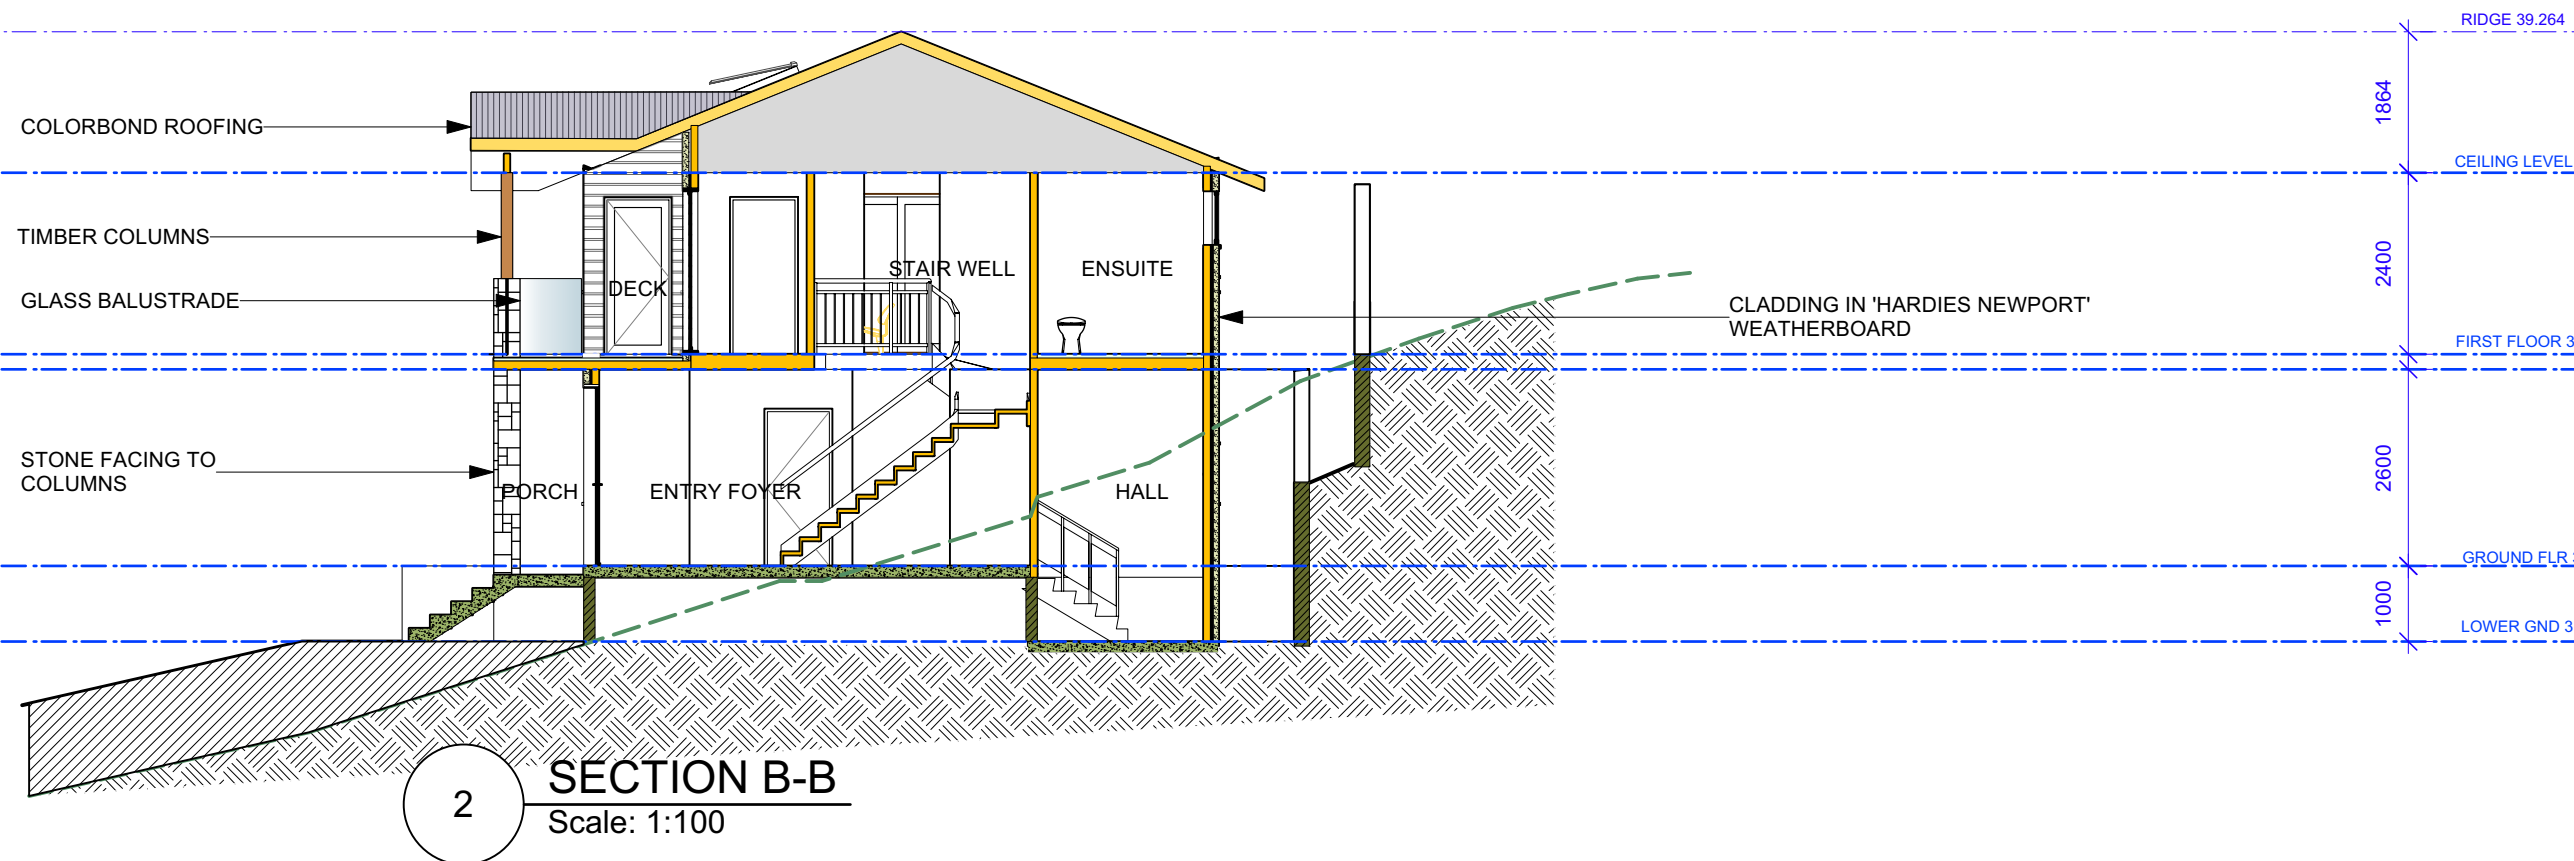 RIDGE 39.264
1864
COLORBOND ROOFING
CEILING LEVEL
TIMBER COLUMNS
2400
STAIR WELL
ENSUITE
DECK
GLASS BALUSTRADE
CLADDING IN 'HARDIES NEWPORT'
WEATHERBOARD
FIRST FLOOR 3
2600
STONE FACING TO
COLUMNS
PORCH
ENTRY FOYER
HALL
GROUND FLR 3
1000
LOWER GND 3
2
SECTION B-B
Scale: 1:100